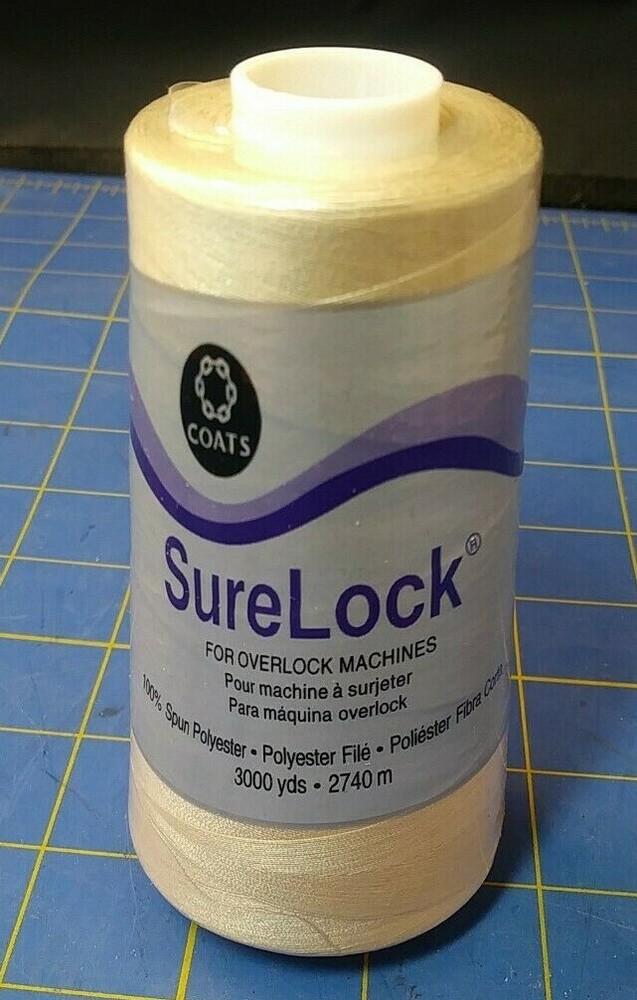 COATS
SureLock®
FOR OVERLOCK MACHINES
Pour machine à surjeter
Para máquina overlock
100% Spun Polyester • Polyester Filé • Poliéster Fibra
3000 yds • 2740 m